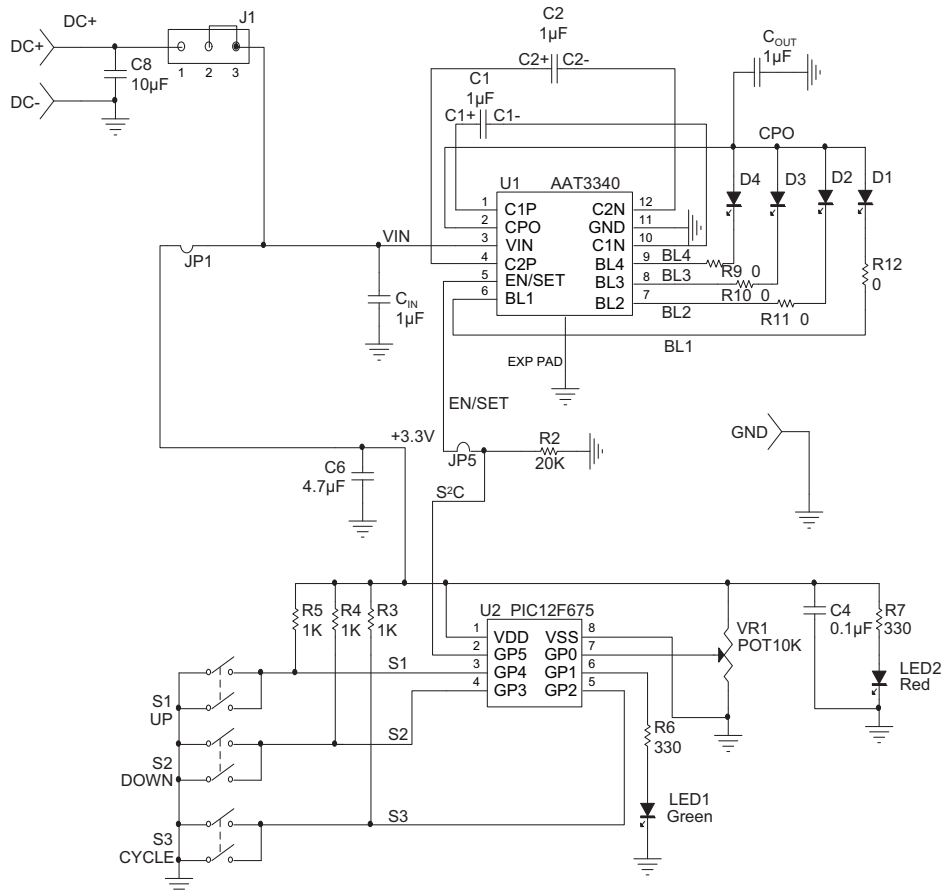 DC+
J1
DC+
C8
10µF
1 2 3
DC-
C2
1µF
C2+ C2-
C1
1µF
C1+ C1-
COUT
1µF
CPO
D4 D3 D2 D1
U1 AAT3340
1 C1P C2N 12
2 CPO GND 11
3 VIN C1N 10
4 C2P BL4 9
5 EN/SET BL3 8
6 BL1 BL2 7
VIN
JP1
CIN
1µF
BL4
R9 0
BL3
R10 0
BL2
R11 0
R12
0
BL1
EXP PAD
EN/SET
+3.3V
JP5
R2
20K
GND
C6
4.7µF
S²C
R5
1K
R4
1K
R3
1K
U2 PIC12F675
1 VDD VSS 8
2 GP5 GP0 7
3 GP4 GP1 6
4 GP3 GP2 5
VR1
POT10K
C4
0.1µF
R7
330
LED2
Red
S1
S1
UP
S2
S2
DOWN
S3
S3
CYCLE
R6
330
LED1
Green